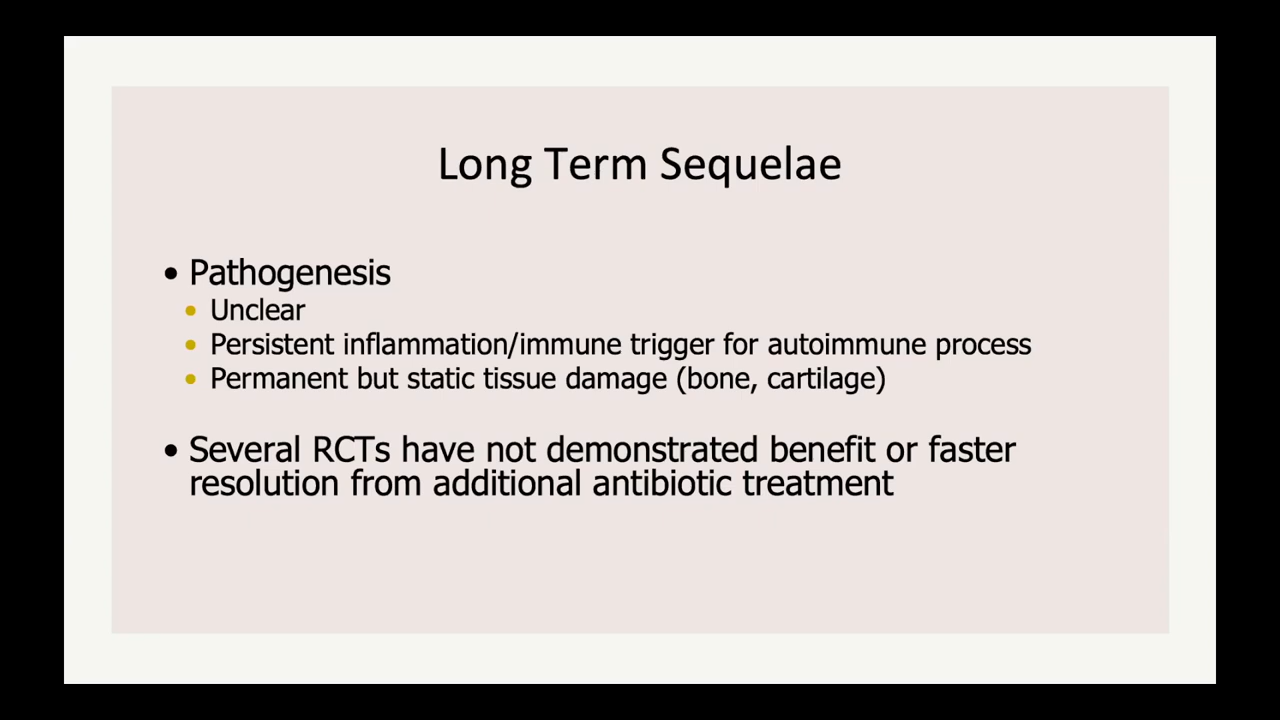 Long Term Sequelae
• Pathogenesis
• Unclear
• Persistent inflammation/immune trigger for autoimmune process
• Permanent but static tissue damage (bone, cartilage)
• Several RCTs have not demonstrated benefit or faster
resolution from additional antibiotic treatment